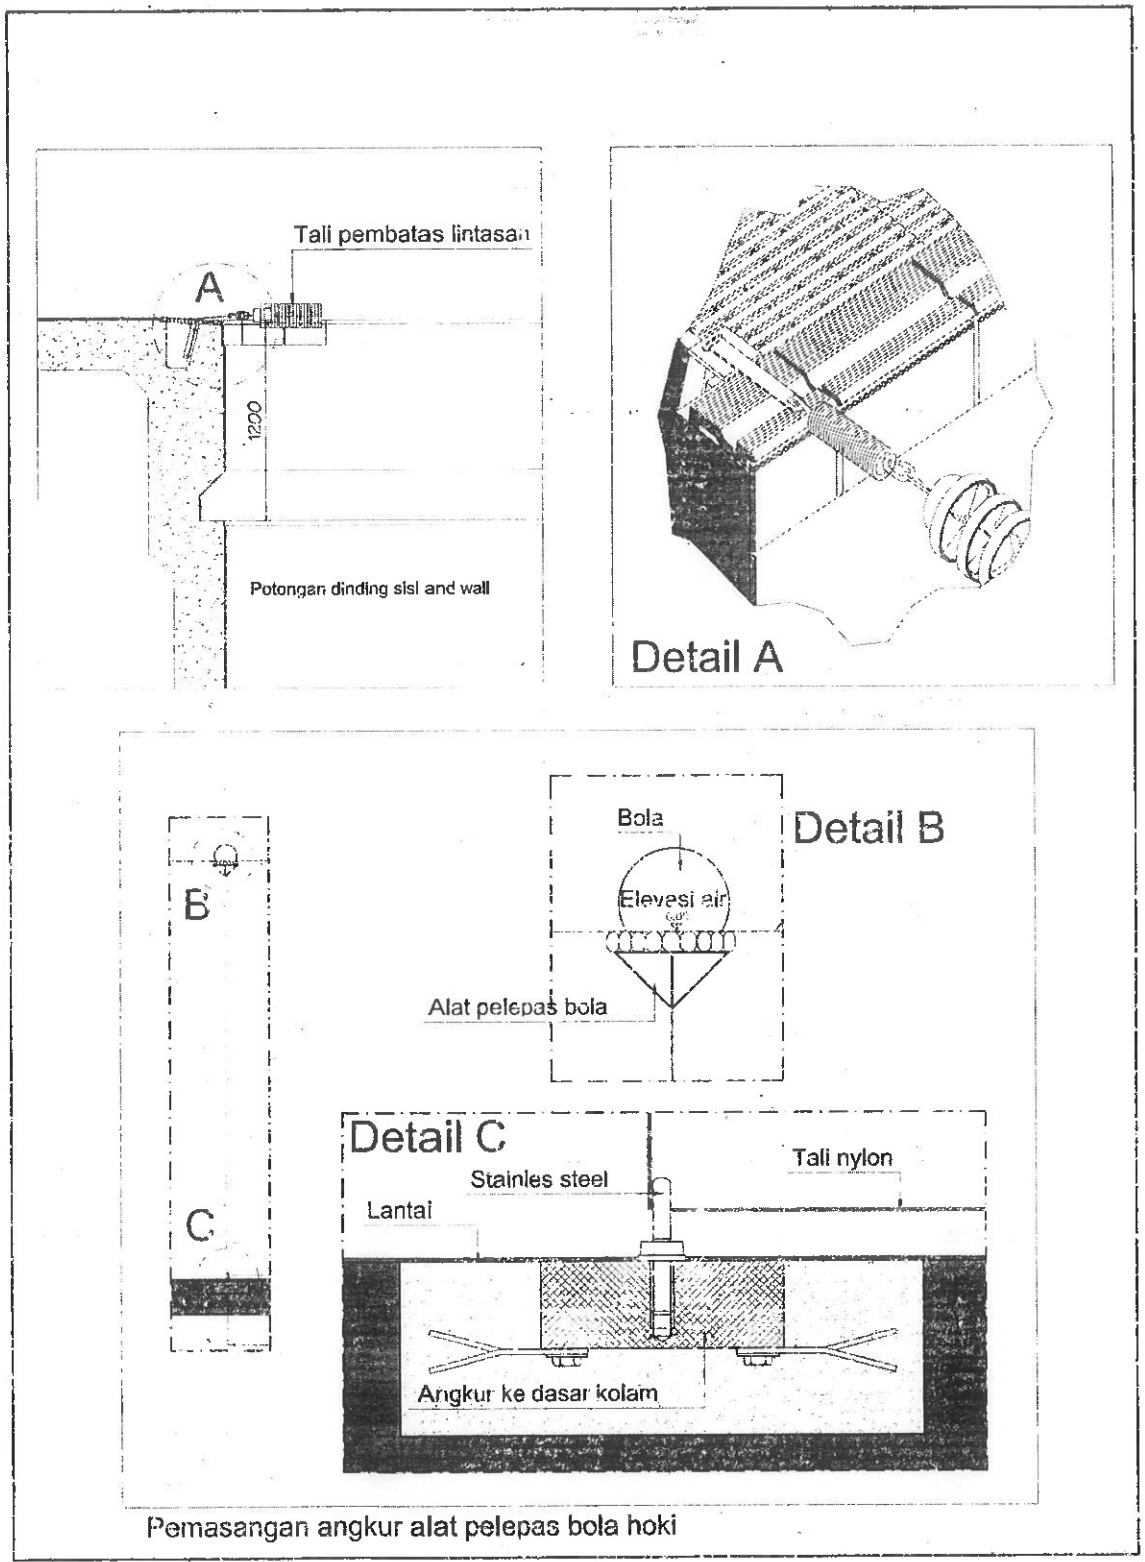 Tali pembatas lintasan
A
1200
Potongan dinding sisi and wall
Detail A
B
C
Bola
Detail B
Elevasi air
Alat pelepas bola
Detail C
Stainles steel
Tali nylon
Lantai
Angkur ke dasar kolam
Pemasangan angkur alat pelepas bola hoki